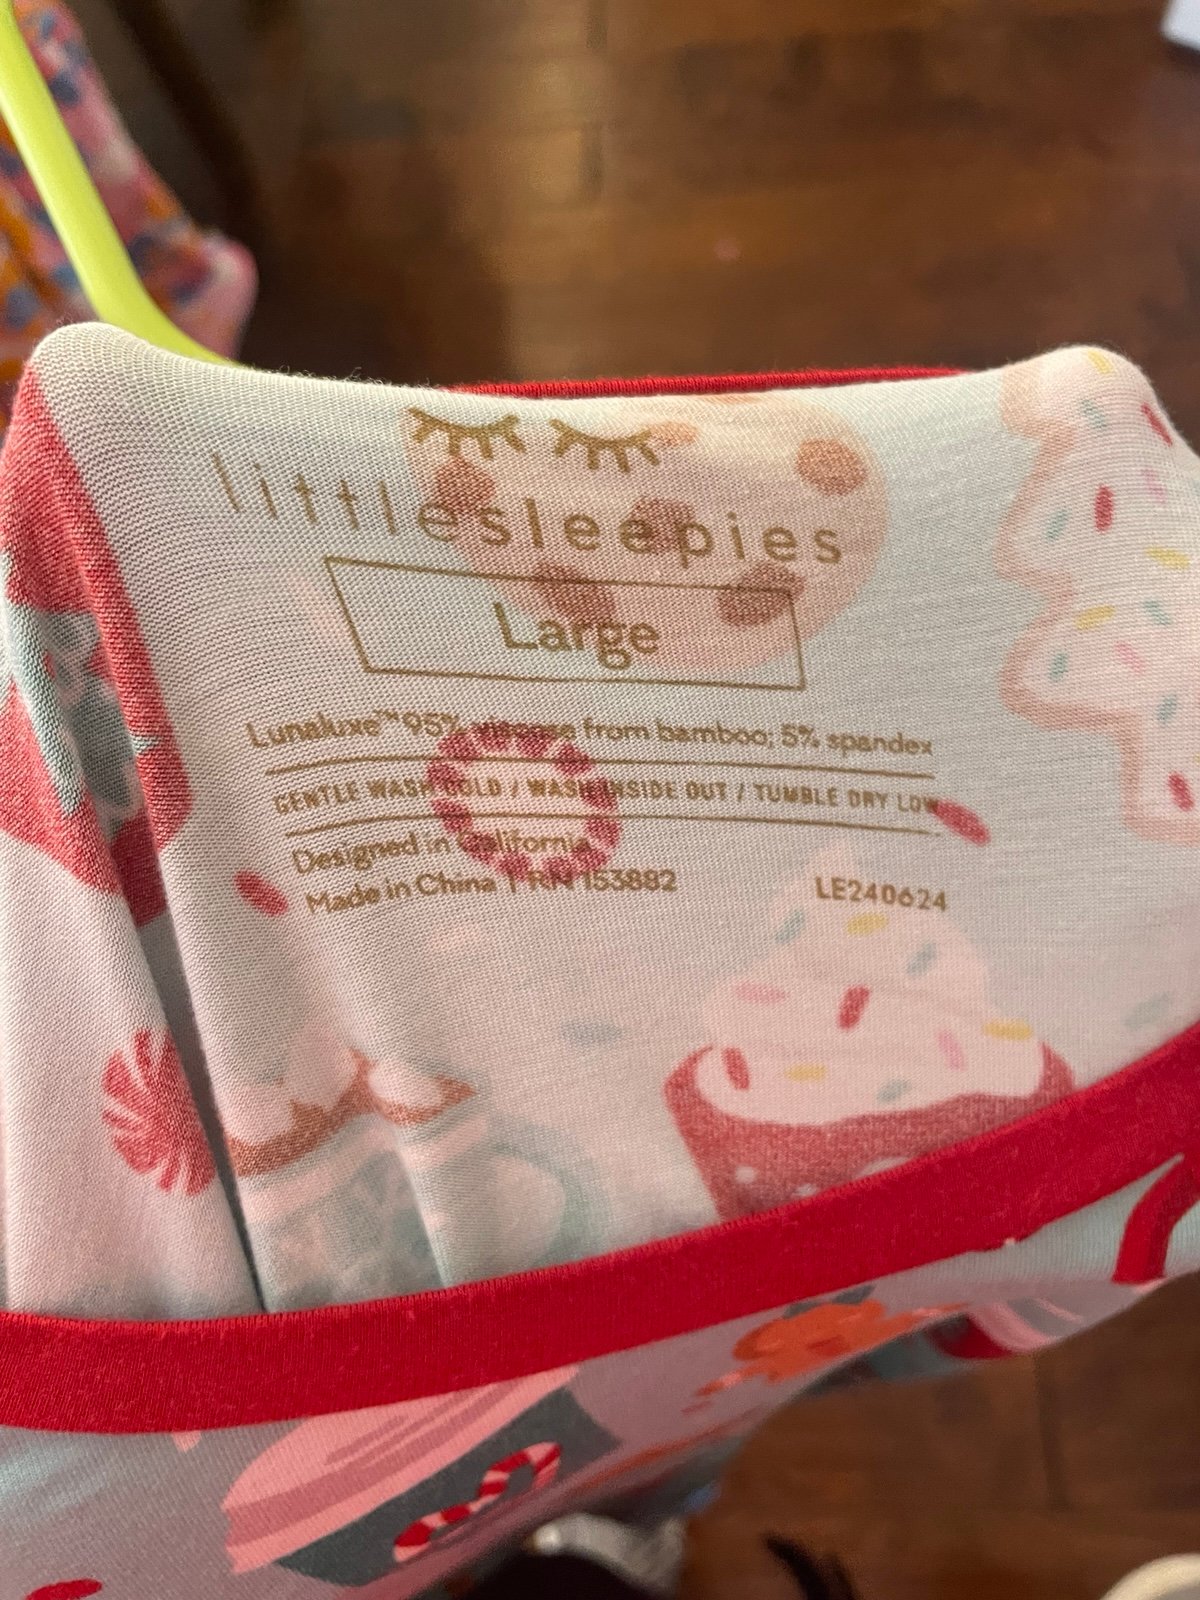 littlesleepies
Large
Lunaluxe™ 95% viscose from bamboo; 5% spandex
GENTLE WASH COLD / WASH INSIDE OUT / TUMBLE DRY LOW
Designed in California
Made in China | RN 153882 LE240624